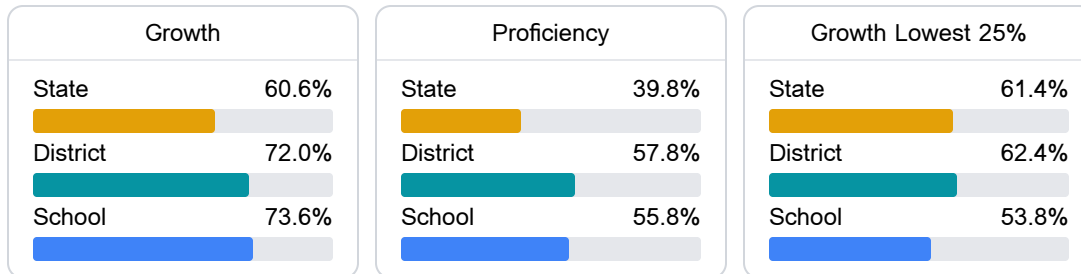 Growth
State 60.6%
District 72.0%
School 73.6%
Proficiency
State 39.8%
District 57.8%
School 55.8%
Growth Lowest 25%
State 61.4%
District 62.4%
School 53.8%